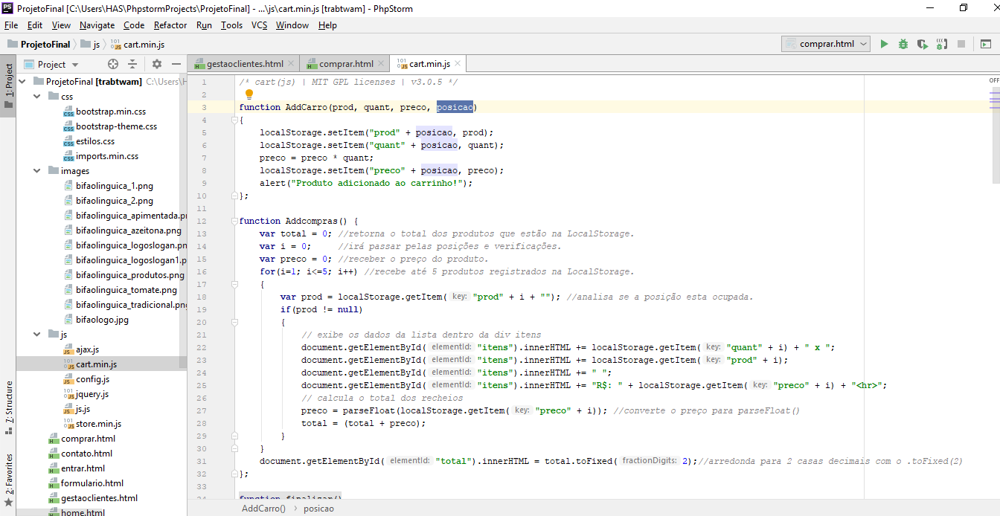 ProjetoFinal [C:\Users\HAS\PhpstormProjects\ProjetoFinal] - ...\js\cart.min.js [trabtwam] - PhpStorm
File Edit View Navigate Code Refactor Run Tools VCS Window Help
ProjetoFinal js cart.min.js
comprar.html
Project
gestaoclientes.html comprar.html cart.min.js
1: Project
7: Structure
2: Favorites
ProjetoFinal [trabtwam] C:\Users\H
css
bootstrap.min.css
bootstrap-theme.css
estilos.css
imports.min.css
images
bifaolinguica_1.png
bifaolinguica_2.png
bifaolinguica_apimentada.p
bifaolinguica_azeitona.png
bifaolinguica_logoslogan.pn
bifaolinguica_logoslogan1.p
bifaolinguica_produtos.png
bifaolinguica_tomate.png
bifaolinguica_tradicional.png
bifaologo.jpg
js
ajax.js
cart.min.js
config.js
jquery.js
js.js
store.min.js
comprar.html
contato.html
entrar.html
formulario.html
gestaoclientes.html
home.html
OFF
1 /* cart(js) | MIT GPL licenses | v3.0.5 */
2
3 function AddCarro(prod, quant, preco, posicao)
4 {
5 localStorage.setItem("prod" + posicao, prod);
6 localStorage.setItem("quant" + posicao, quant);
7 preco = preco * quant;
8 localStorage.setItem("preco" + posicao, preco);
9 alert("Produto adicionado ao carrinho!");
10 };
11
12 function Addcompras() {
13 var total = 0; //retorna o total dos produtos que estão na LocalStorage.
14 var i = 0; //irá passar pelas posições e verificações.
15 var preco = 0; //receber o preço do produto.
16 for(i=1; i<=5; i++) //recebe até 5 produtos registrados na LocalStorage.
17 {
18 var prod = localStorage.getItem( key: "prod" + i + ""); //analisa se a posição esta ocupada.
19 if(prod != null)
20 {
21 // exibe os dados da lista dentro da div itens
22 document.getElementById( elementId: "itens").innerHTML += localStorage.getItem( key: "quant" + i) + " x ";
23 document.getElementById( elementId: "itens").innerHTML += localStorage.getItem( key: "prod" + i);
24 document.getElementById( elementId: "itens").innerHTML += " ";
25 document.getElementById( elementId: "itens").innerHTML += "R$: " + localStorage.getItem( key: "preco" + i) + "<hr>";
26 // calcula o total dos recheios
27 preco = parseFloat(localStorage.getItem( key: "preco" + i)); //converte o preço para parseFloat()
28 total = (total + preco);
29 }
30 }
31 document.getElementById( elementId: "total").innerHTML = total.toFixed( fractionDigits: 2);//arredonda para 2 casas decimais com o .toFixed(2)
32 };
33
34 function finalizar()
AddCarro() posicao